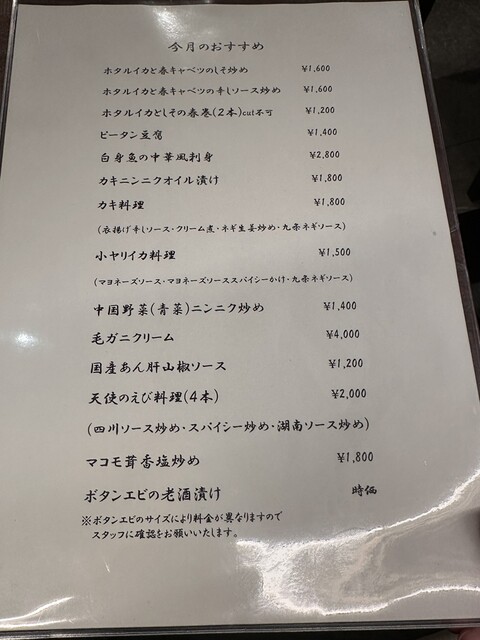 今月のおすすめ
ホタルイカと春キャベツのしそ炒め ¥1,600
ホタルイカと春キャベツの辛しソース炒め ¥1,600
ホタルイカとしその春巻(2本)cut不可 ¥1,200
ピータン豆腐 ¥1,400
白身魚の中華風刺身 ¥2,800
カキニンニクオイル漬け ¥1,800
カキ料理 ¥1,800
(衣揚げ辛しソース・クリーム煮・ネギ生姜炒め・九条ネギソース)
小ヤリイカ料理 ¥1,500
(マヨネーズソース・マヨネーズソーススパイシーかけ・九条ネギソース)
中国野菜(青菜)ニンニク炒め ¥1,400
毛ガニクリーム ¥4,000
国産あん肝山椒ソース ¥1,200
天使のえび料理(4本) ¥2,000
(四川ソース炒め・スパイシー炒め・湖南ソース炒め)
マコモ茸香塩炒め ¥1,800
ボタンエビの老酒漬け 時価
※ボタンエビのサイズにより料金が異なりますので
スタッフに確認をお願いいたします。